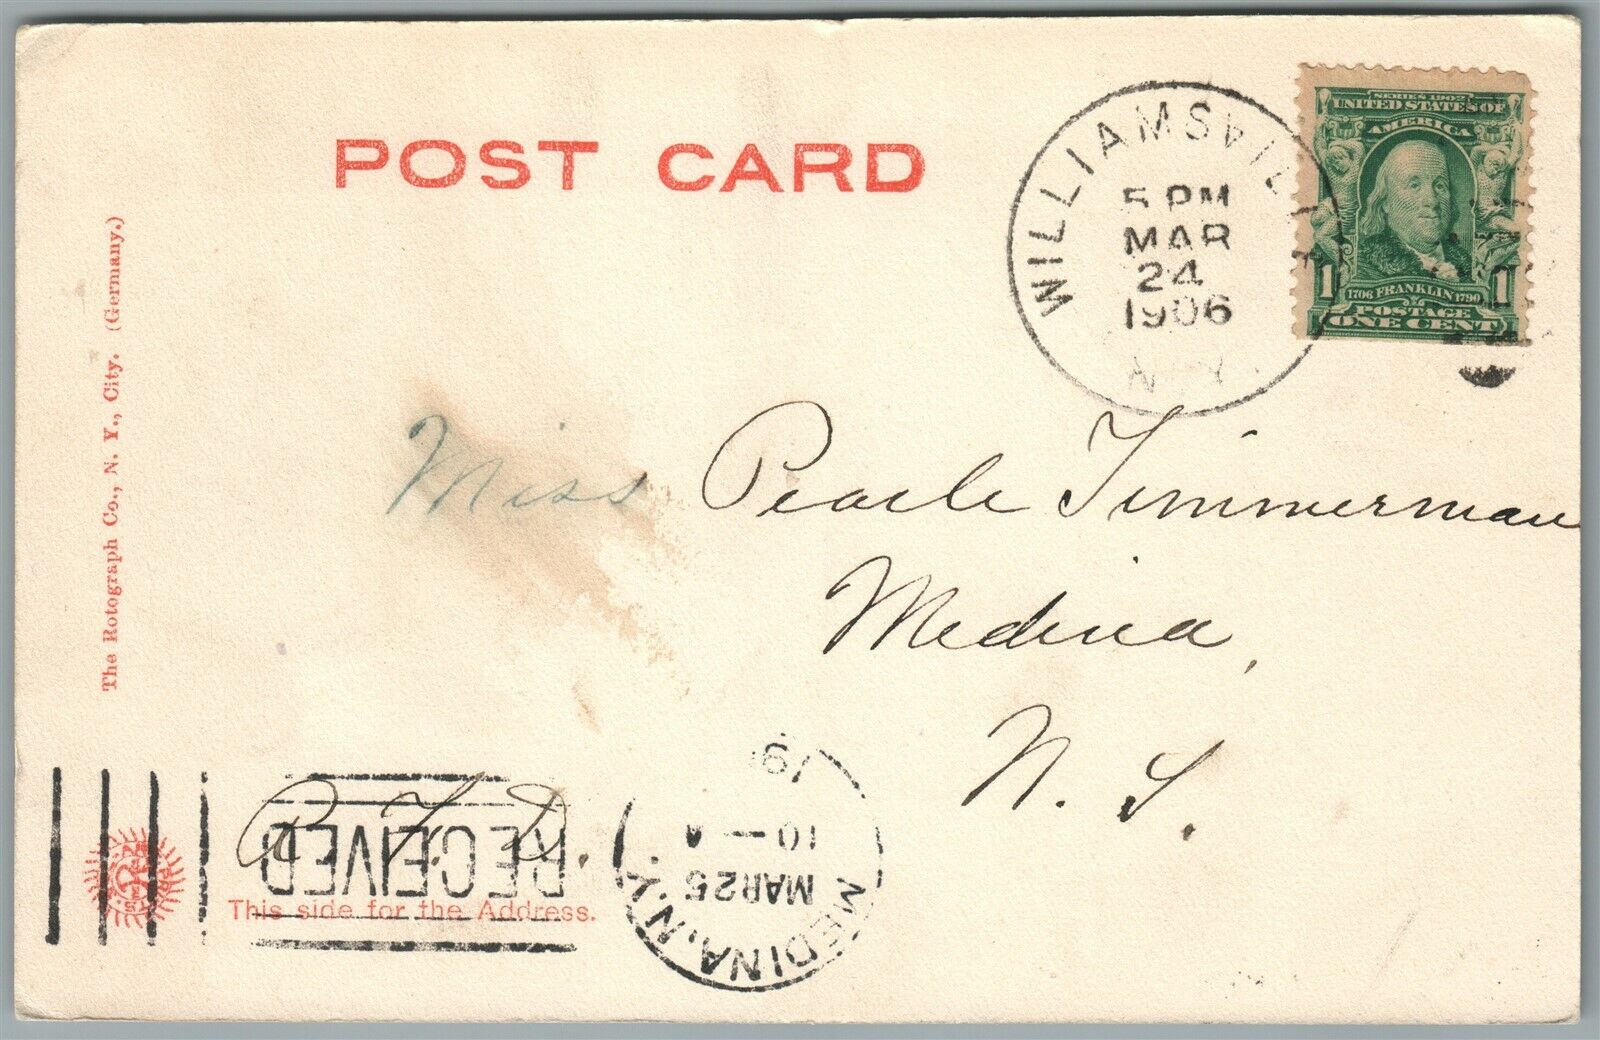 POST CARD
WILLIAMSVILLE
5 PM
MAR
24
1906
N.Y.
SERIES 1902
UNITED STATES OF
AMERICA
1 1
1706 FRANKLIN 1790
POSTAGE
ONE CENT
The Rotograph Co., N. Y., City. (Germany.)
Miss Pearle Timmerman
Medina,
N. Y.
R. F. D.
RECEIVED
This side for the Address.
MEDINA, N.Y.
MAR 25
10 - A
19